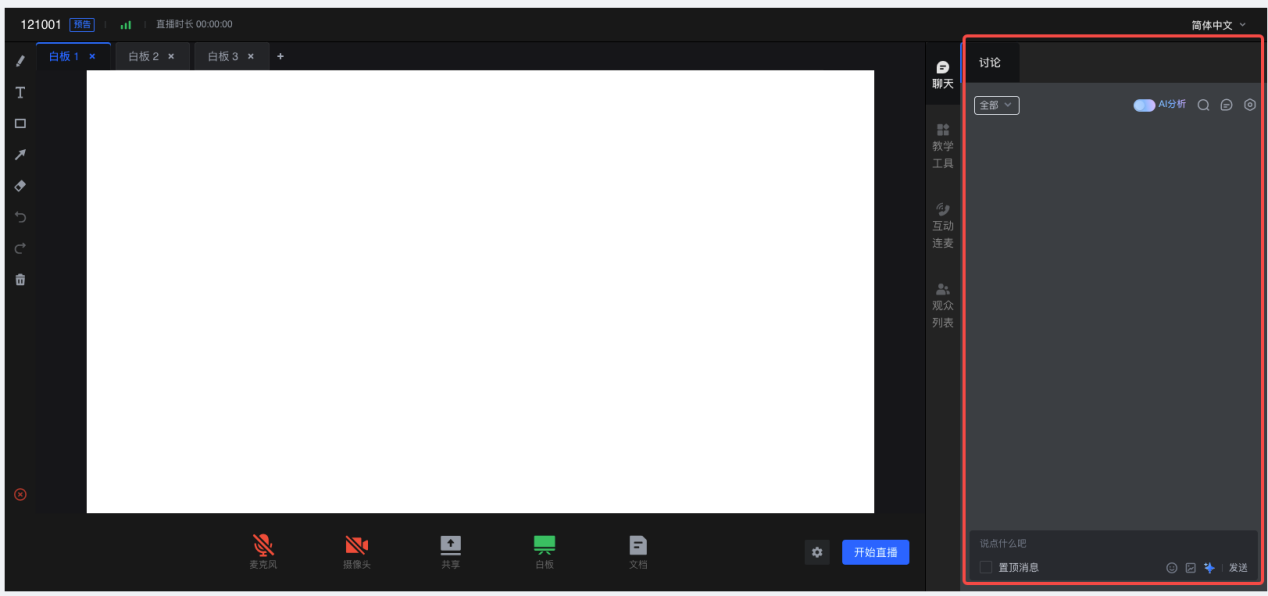 121001 预告 直播时长 00:00:00 简体中文
白板 1 × 白板 2 × 白板 3 × +
聊天
教学
工具
互动
连麦
观众
列表
讨论
全部 AI分析
说点什么吧
置顶消息 发送
麦克风 摄像头 共享 白板 文档 开始直播